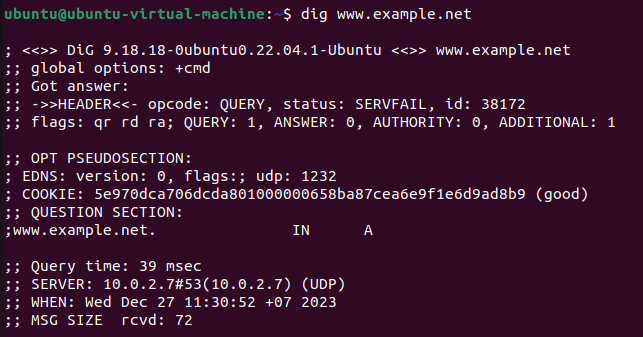 ubuntu@ubuntu-virtual-machine:~$ dig www.example.net
; <<>> DiG 9.18.18-0ubuntu0.22.04.1-Ubuntu <<>> www.example.net
;; global options: +cmd
;; Got answer:
;; ->>HEADER<<- opcode: QUERY, status: SERVFAIL, id: 38172
;; flags: qr rd ra; QUERY: 1, ANSWER: 0, AUTHORITY: 0, ADDITIONAL: 1
;; OPT PSEUDOSECTION:
; EDNS: version: 0, flags:; udp: 1232
; COOKIE: 5e970dca706dcda801000000658ba87cea6e9f1e6d9ad8b9 (good)
;; QUESTION SECTION:
;www.example.net. IN A
;; Query time: 39 msec
;; SERVER: 10.0.2.7#53(10.0.2.7) (UDP)
;; WHEN: Wed Dec 27 11:30:52 +07 2023
;; MSG SIZE rcvd: 72